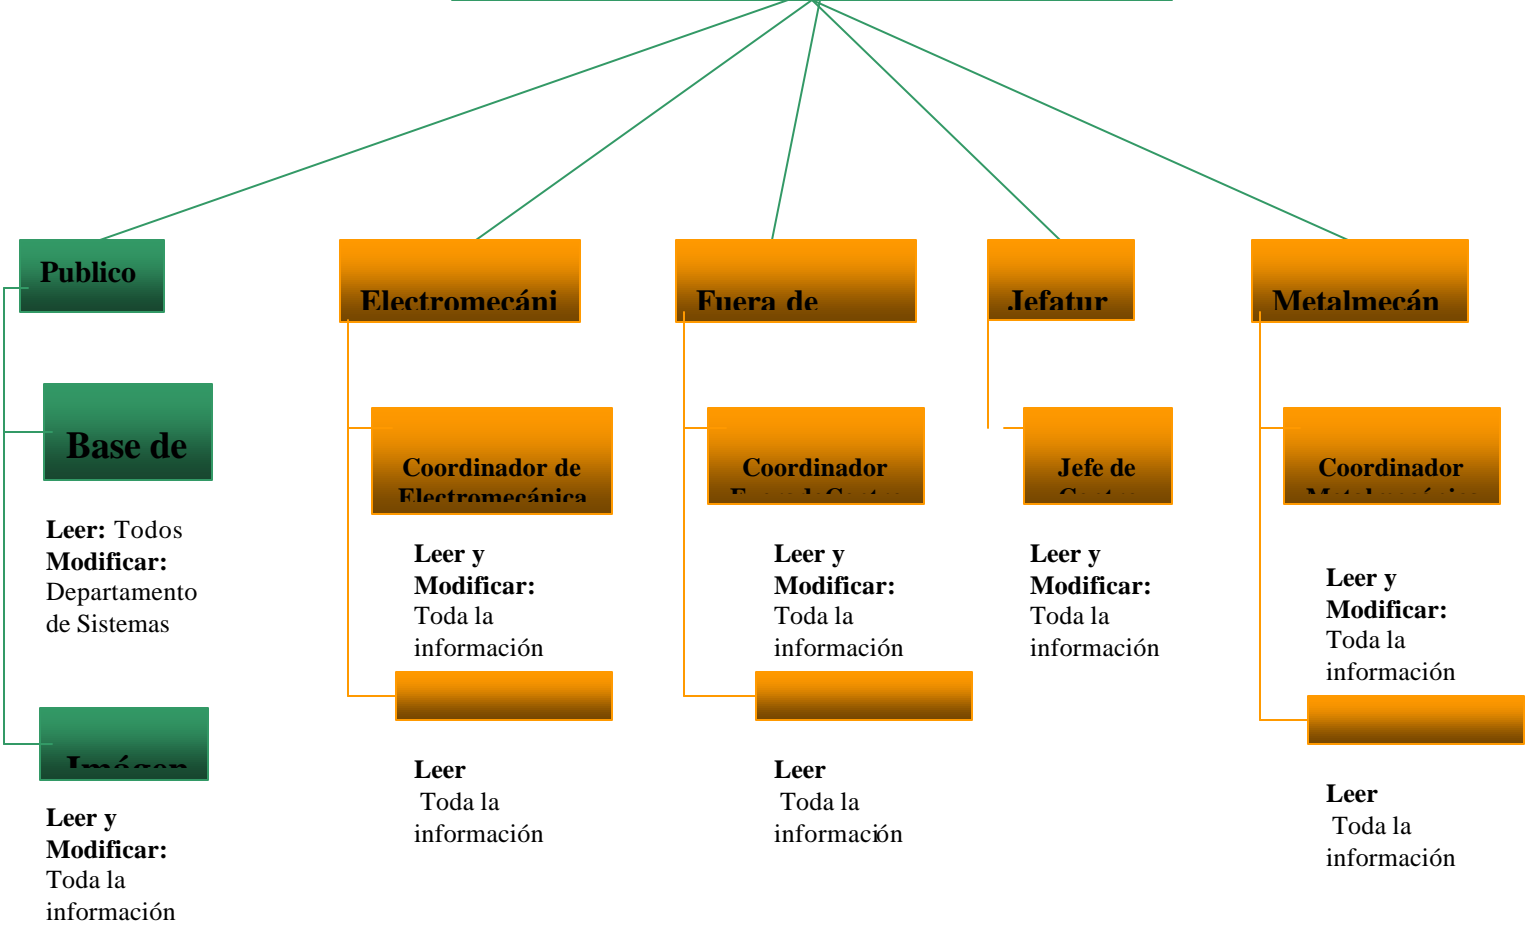 Publico
Base de
Leer: Todos
Modificar:
Departamento
de Sistemas
Imágen
Leer y
Modificar:
Toda la
información
Electromecáni
Coordinador de
Electromecánica
Leer y
Modificar:
Toda la
información
Leer
Toda la
información
Fuera de
Coordinador
Leer y
Modificar:
Toda la
información
Leer
Toda la
información
Jefatur
Jefe de
Centro
Leer y
Modificar:
Toda la
información
Metalmecán
Coordinador
Leer y
Modificar:
Toda la
información
Leer
Toda la
información